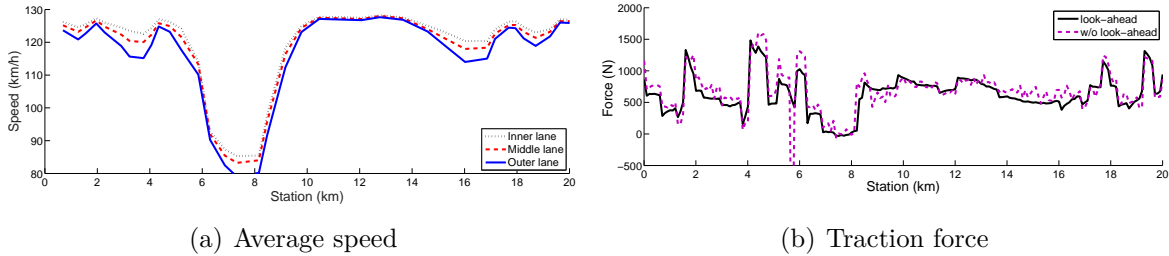 130
120
110
100
90
80
Speed (km/h)
0 2 4 6 8 10 12 14 16 18 20
Station (km)
Inner lane
Middle lane
Outer lane
(a) Average speed
2000
1500
1000
500
0
−500
Force (N)
0 2 4 6 8 10 12 14 16 18 20
Station (km)
look−ahead
w/o look−ahead
(b) Traction force